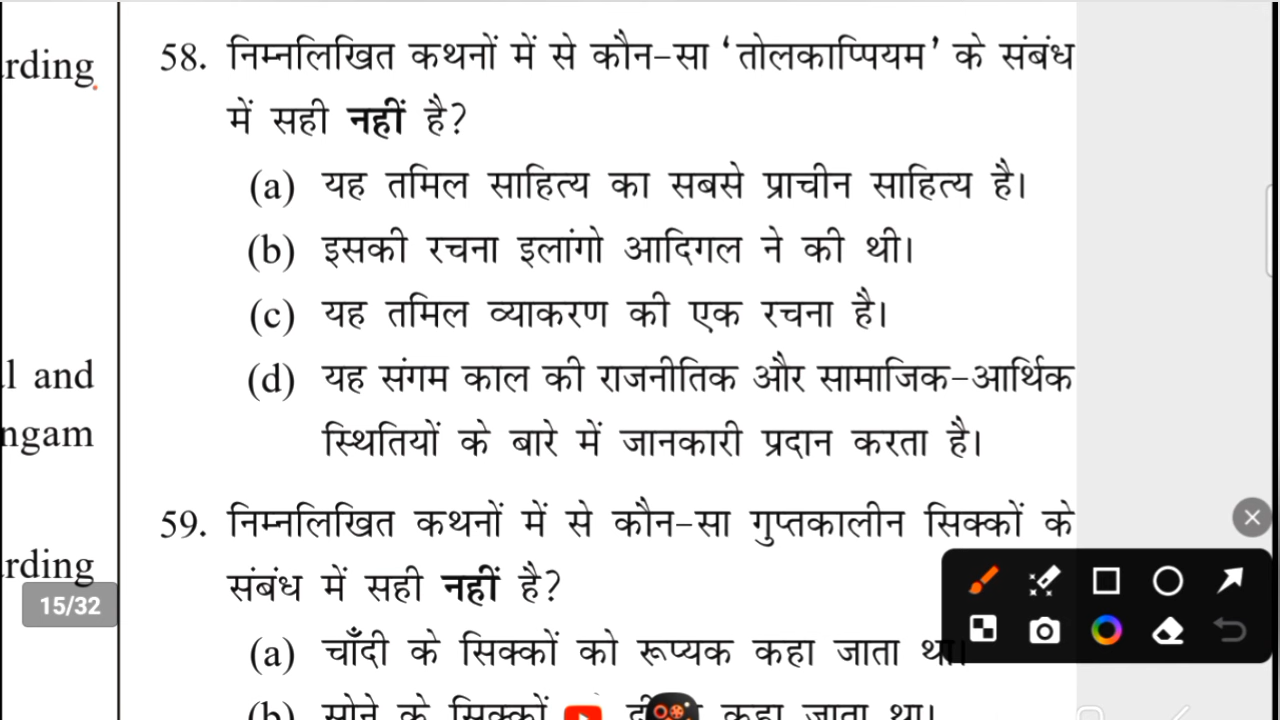 rding
l and
ngam
rding
15/32
58. निम्नलिखित कथनों में से कौन-सा ‘तोलकाप्पियम’ के संबंध
में सही नहीं है?
(a) यह तमिल साहित्य का सबसे प्राचीन साहित्य है।
(b) इसकी रचना इलांगो आदिगल ने की थी।
(c) यह तमिल व्याकरण की एक रचना है।
(d) यह संगम काल की राजनीतिक और सामाजिक-आर्थिक
स्थितियों के बारे में जानकारी प्रदान करता है।
59. निम्नलिखित कथनों में से कौन-सा गुप्तकालीन सिक्कों के
संबंध में सही नहीं है?
(a) चाँदी के सिक्कों को रूप्यक कहा जाता था।
(b) सोने के सिक्कों कहा जाता था।